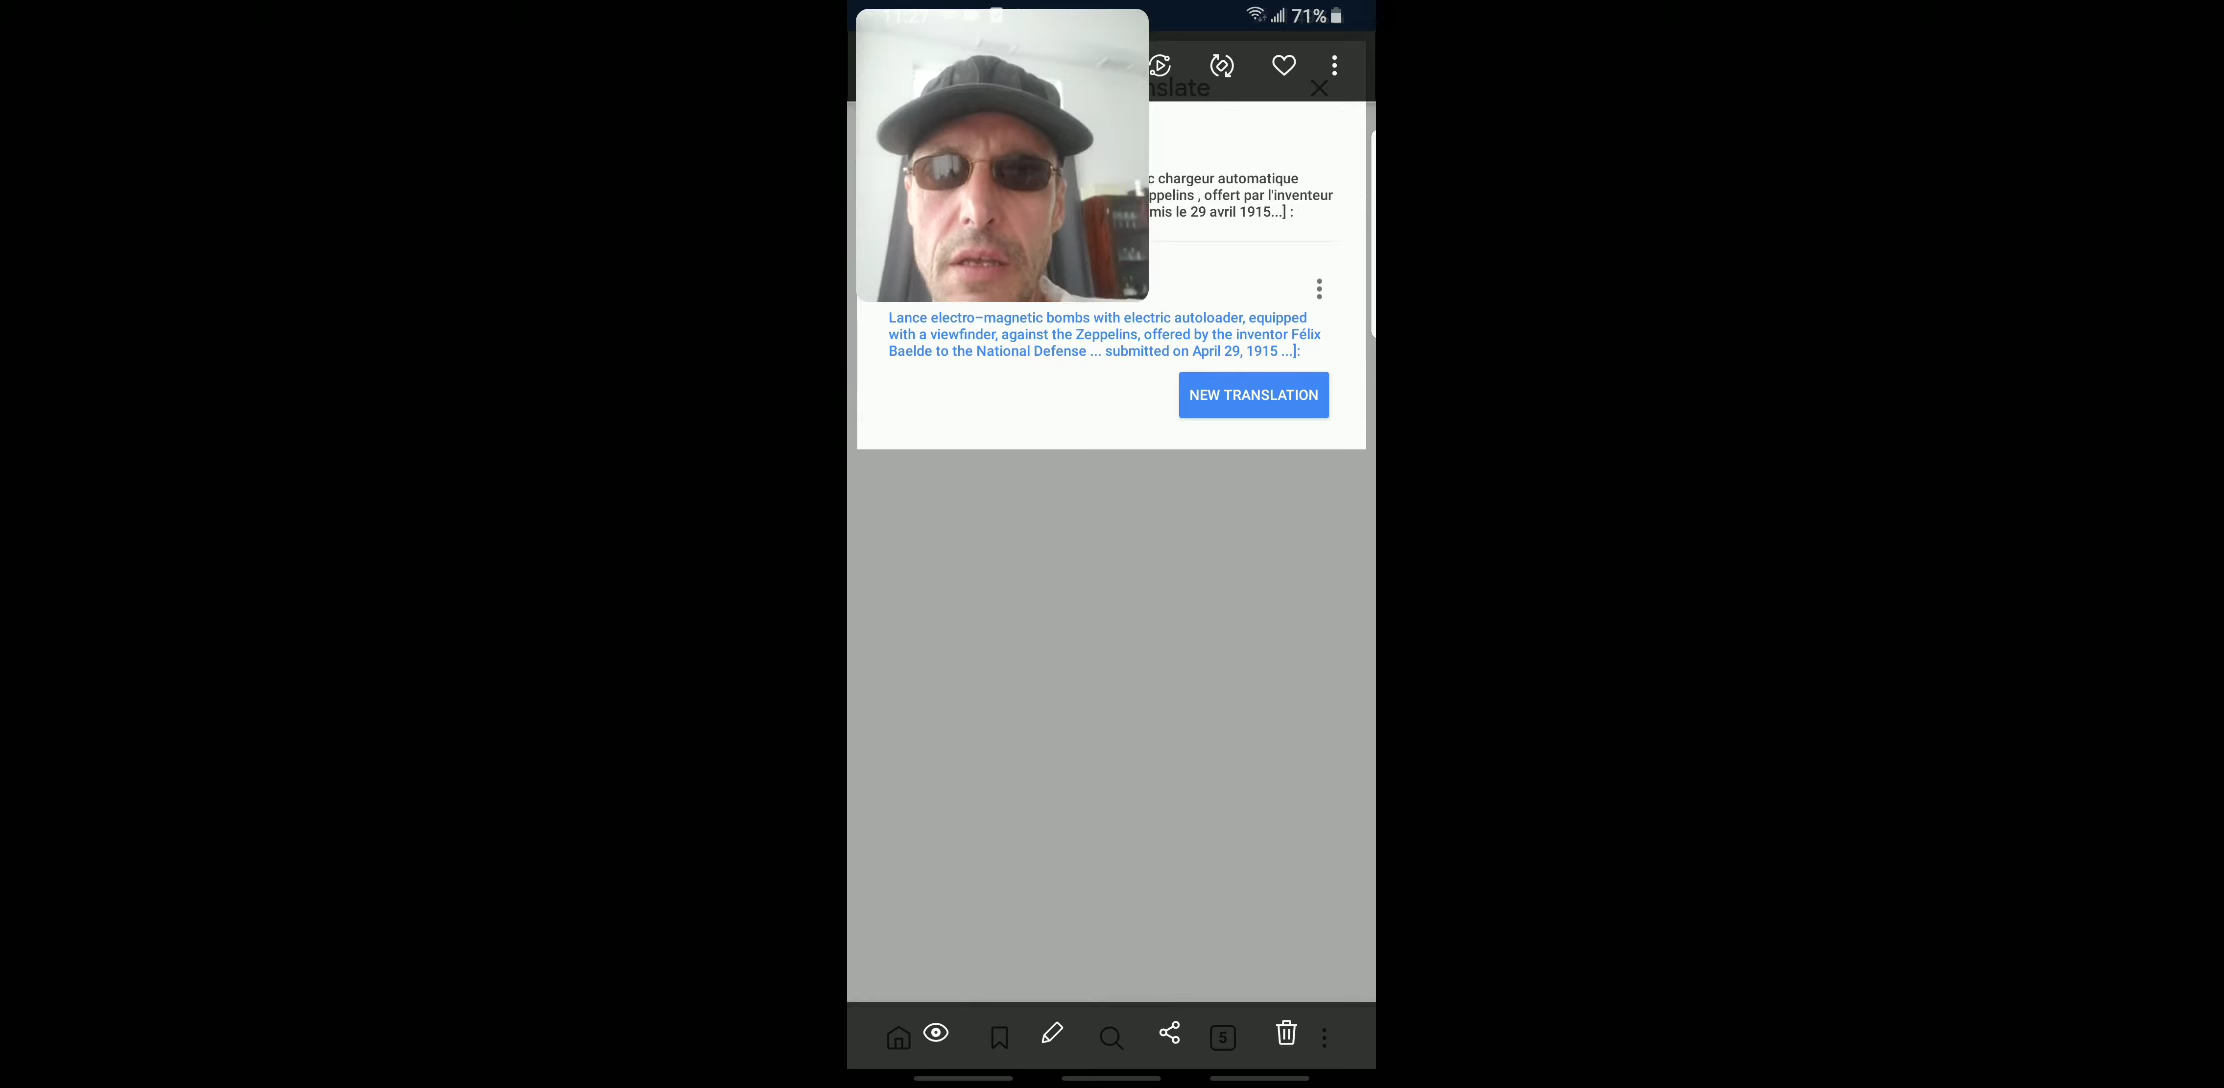 11:27
71%
nslate
c chargeur automatique
ppelins , offert par l'inventeur
mis le 29 avril 1915...] :
Lance electro-magnetic bombs with electric autoloader, equipped
with a viewfinder, against the Zeppelins, offered by the inventor Félix
Baelde to the National Defense ... submitted on April 29, 1915 ...]:
NEW TRANSLATION
5